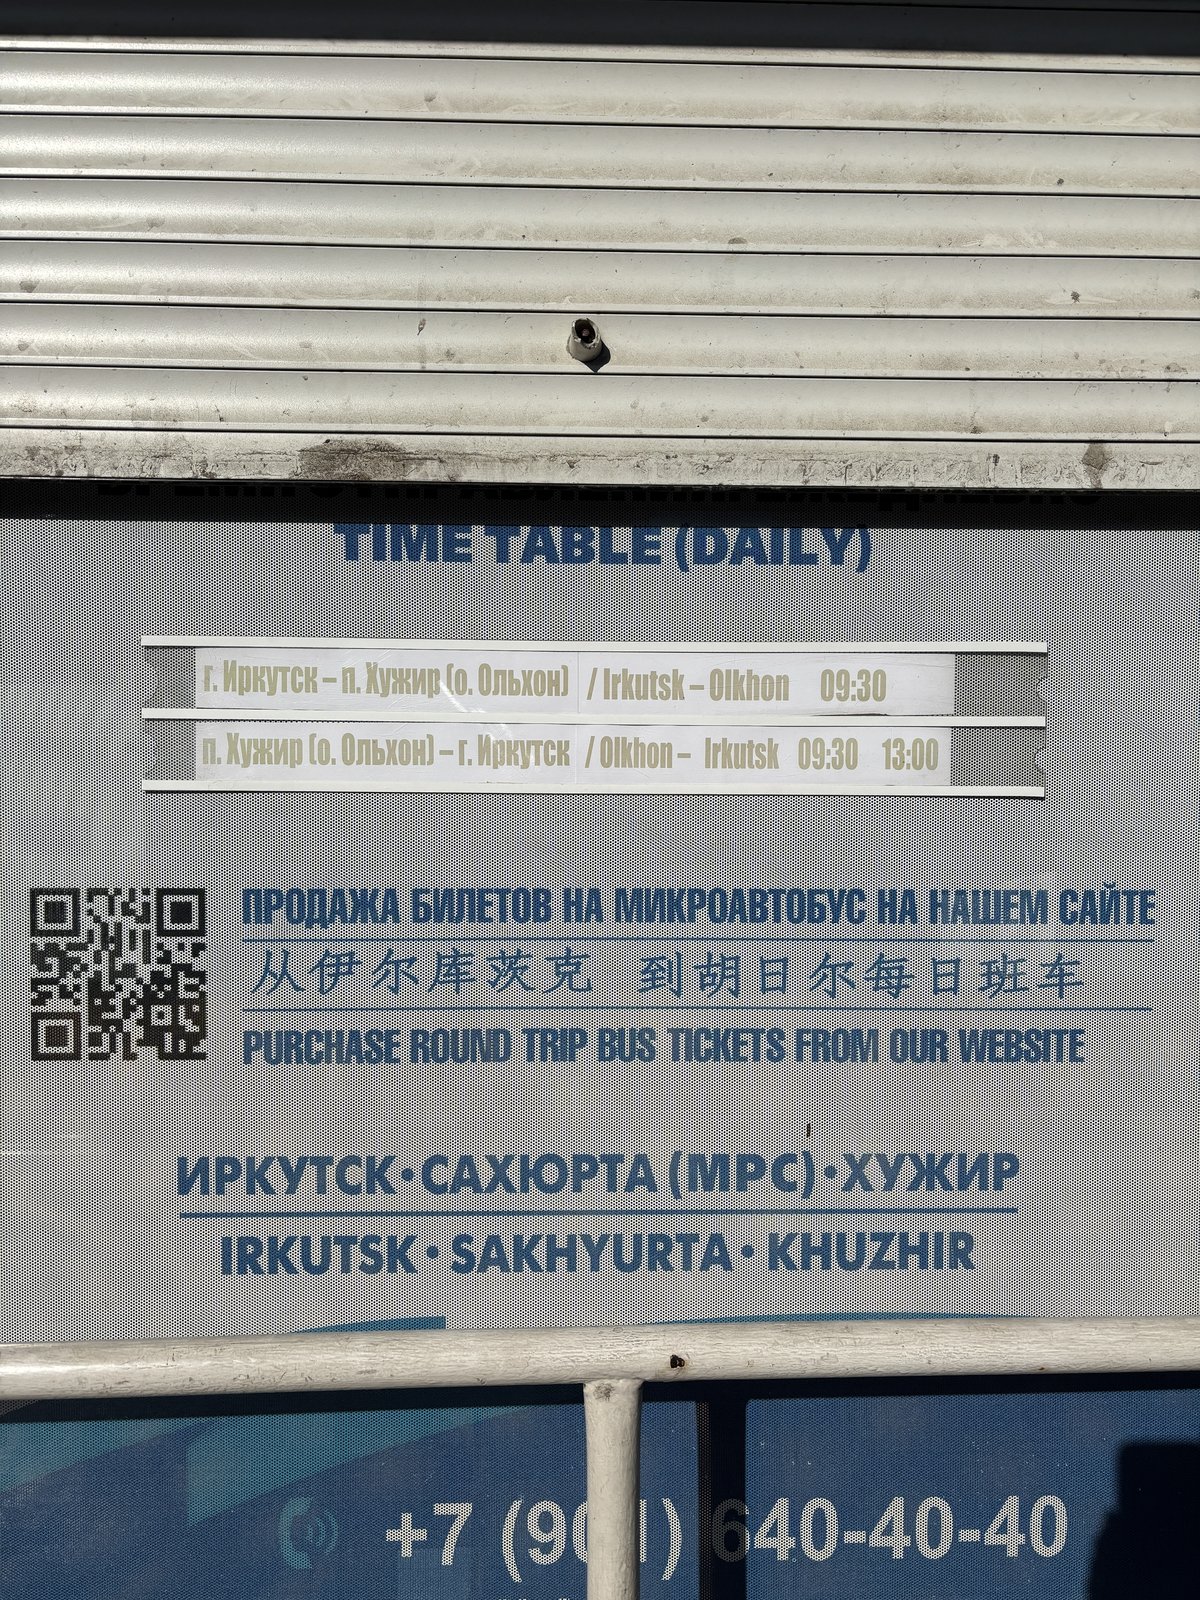 TIME TABLE (DAILY)
г. Иркутск – п. Хужир (о. Ольхон) / Irkutsk – Olkhon 09:30
п. Хужир (о. Ольхон) – г. Иркутск / Olkhon – Irkutsk 09:30 13:00
ПРОДАЖА БИЛЕТОВ НА МИКРОАВТОБУС НА НАШЕМ САЙТЕ
从伊尔库茨克 到胡日尔每日班车
PURCHASE ROUND TRIP BUS TICKETS FROM OUR WEBSITE
ИРКУТСК•САХЮРТА (МРС)•ХУЖИР
IRKUTSK•SAKHYURTA•KHUZHIR
+7 (901) 640-40-40